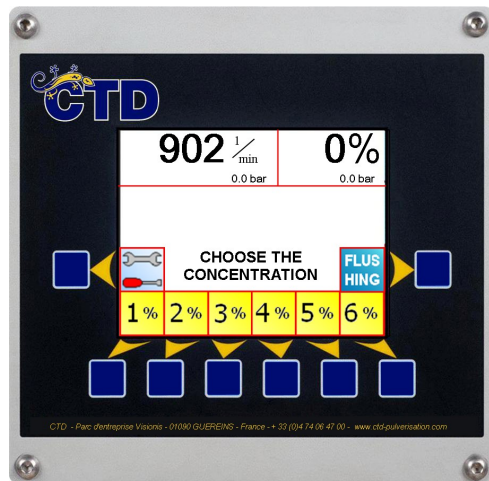 CTD
902 1/min 0%
0.0 bar 0.0 bar
CHOOSE THE
CONCENTRATION
FLUS
HING
1 % 2 % 3 % 4 % 5 % 6 %
CTD - Parc d'entreprise Visionis - 01090 GUEREINS - France - + 33 (0)4 74 06 47 00 - www.ctd-pulverisation.com